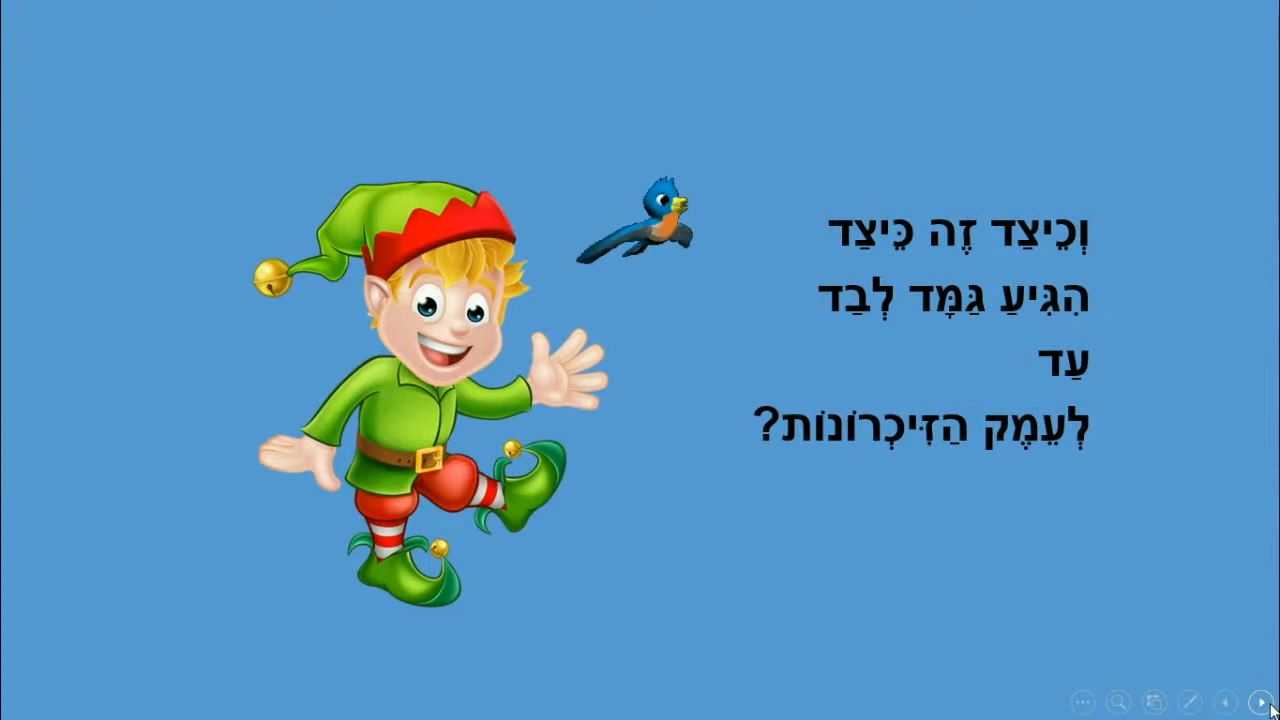 וְכֵיצַד זֶה כֵּיצַד
הִגִּיעַ גַּמָּד לְבַד
עַד
לְעֵמֶק הַזִּיכְרוֹנוֹת?